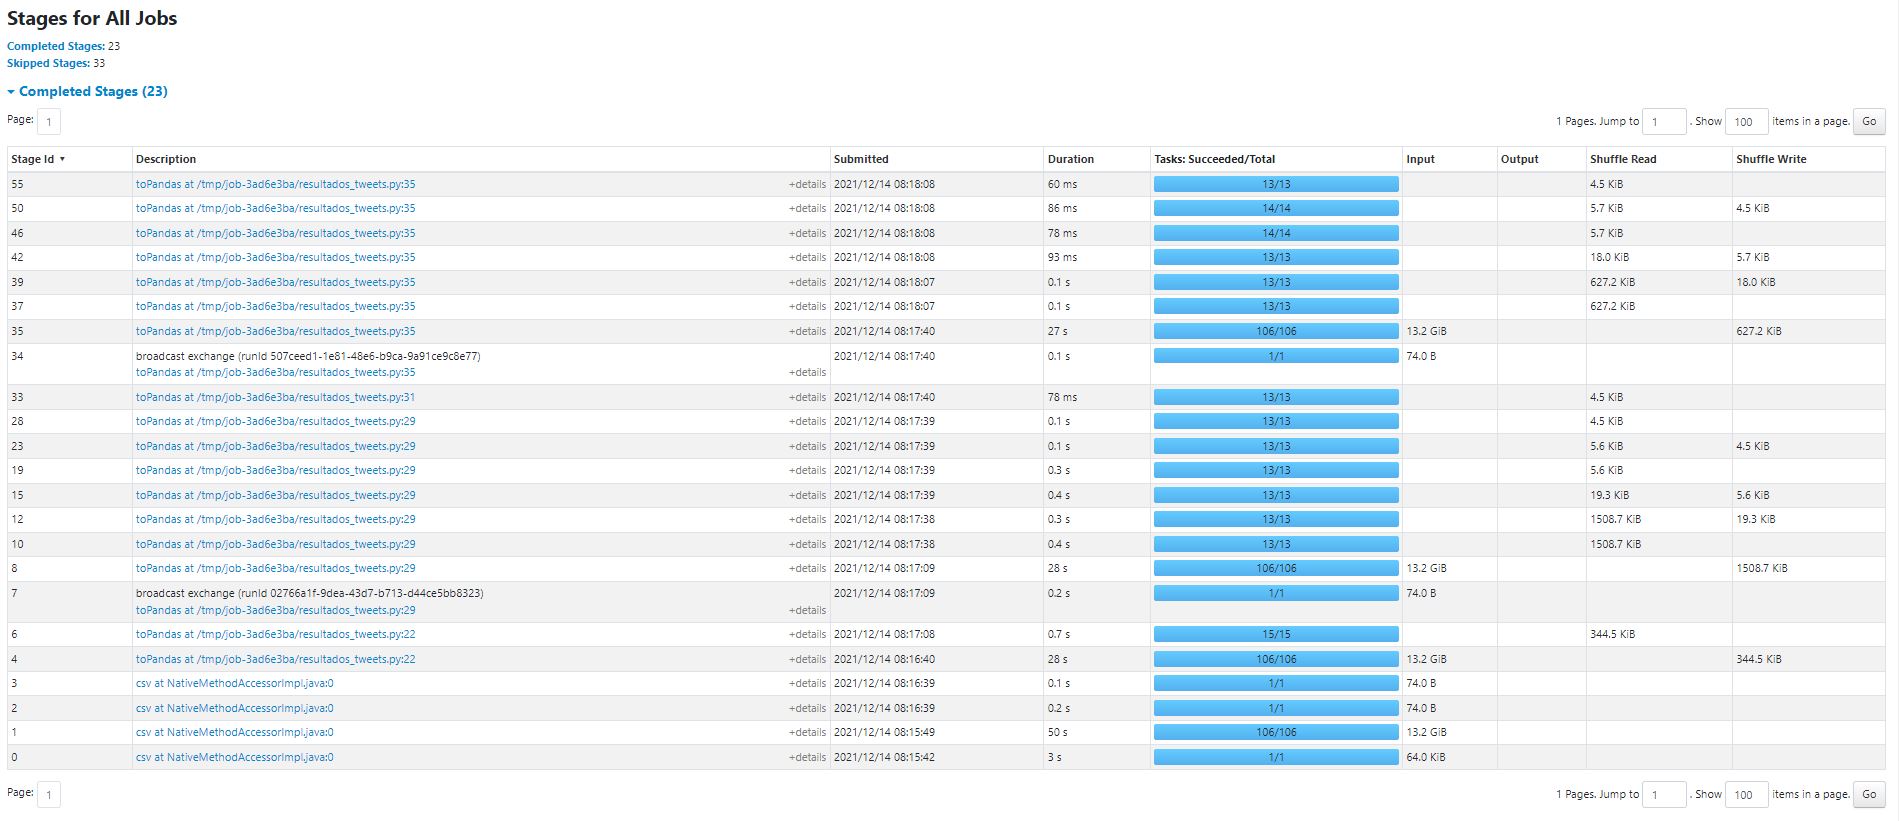 Stages for All Jobs
Completed Stages: 23
Skipped Stages: 33
Completed Stages (23)
Page: 1 1 Pages. Jump to 1 . Show 100 items in a page. Go
Stage Id ▾ Description Submitted Duration Tasks: Succeeded/Total Input Output Shuffle Read Shuffle Write
55 toPandas at /tmp/job-3ad6e3ba/resultados_tweets.py:35 +details 2021/12/14 08:18:08 60 ms 13/13 4.5 KiB
50 toPandas at /tmp/job-3ad6e3ba/resultados_tweets.py:35 +details 2021/12/14 08:18:08 86 ms 14/14 5.7 KiB 4.5 KiB
46 toPandas at /tmp/job-3ad6e3ba/resultados_tweets.py:35 +details 2021/12/14 08:18:08 78 ms 14/14 5.7 KiB
42 toPandas at /tmp/job-3ad6e3ba/resultados_tweets.py:35 +details 2021/12/14 08:18:08 93 ms 13/13 18.0 KiB 5.7 KiB
39 toPandas at /tmp/job-3ad6e3ba/resultados_tweets.py:35 +details 2021/12/14 08:18:07 0.1 s 13/13 627.2 KiB 18.0 KiB
37 toPandas at /tmp/job-3ad6e3ba/resultados_tweets.py:35 +details 2021/12/14 08:18:07 0.1 s 13/13 627.2 KiB
35 toPandas at /tmp/job-3ad6e3ba/resultados_tweets.py:35 +details 2021/12/14 08:17:40 27 s 106/106 13.2 GiB 627.2 KiB
34 broadcast exchange (runId 507ceed1-1e81-48e6-b9ca-9a91ce9c8e77) 2021/12/14 08:17:40 0.1 s 1/1 74.0 B
toPandas at /tmp/job-3ad6e3ba/resultados_tweets.py:35 +details
33 toPandas at /tmp/job-3ad6e3ba/resultados_tweets.py:31 +details 2021/12/14 08:17:40 78 ms 13/13 4.5 KiB
28 toPandas at /tmp/job-3ad6e3ba/resultados_tweets.py:29 +details 2021/12/14 08:17:39 0.1 s 13/13 4.5 KiB
23 toPandas at /tmp/job-3ad6e3ba/resultados_tweets.py:29 +details 2021/12/14 08:17:39 0.1 s 13/13 5.6 KiB 4.5 KiB
19 toPandas at /tmp/job-3ad6e3ba/resultados_tweets.py:29 +details 2021/12/14 08:17:39 0.3 s 13/13 5.6 KiB
15 toPandas at /tmp/job-3ad6e3ba/resultados_tweets.py:29 +details 2021/12/14 08:17:39 0.4 s 13/13 19.3 KiB 5.6 KiB
12 toPandas at /tmp/job-3ad6e3ba/resultados_tweets.py:29 +details 2021/12/14 08:17:38 0.3 s 13/13 1508.7 KiB 19.3 KiB
10 toPandas at /tmp/job-3ad6e3ba/resultados_tweets.py:29 +details 2021/12/14 08:17:38 0.4 s 13/13 1508.7 KiB
8 toPandas at /tmp/job-3ad6e3ba/resultados_tweets.py:29 +details 2021/12/14 08:17:09 28 s 106/106 13.2 GiB 1508.7 KiB
7 broadcast exchange (runId 02766a1f-9dea-43d7-b713-d44ce5bb8323) 2021/12/14 08:17:09 0.2 s 1/1 74.0 B
toPandas at /tmp/job-3ad6e3ba/resultados_tweets.py:29 +details
6 toPandas at /tmp/job-3ad6e3ba/resultados_tweets.py:22 +details 2021/12/14 08:17:08 0.7 s 15/15 344.5 KiB
4 toPandas at /tmp/job-3ad6e3ba/resultados_tweets.py:22 +details 2021/12/14 08:16:40 28 s 106/106 13.2 GiB 344.5 KiB
3 csv at NativeMethodAccessorImpl.java:0 +details 2021/12/14 08:16:39 0.1 s 1/1 74.0 B
2 csv at NativeMethodAccessorImpl.java:0 +details 2021/12/14 08:16:39 0.2 s 1/1 74.0 B
1 csv at NativeMethodAccessorImpl.java:0 +details 2021/12/14 08:15:49 50 s 106/106 13.2 GiB
0 csv at NativeMethodAccessorImpl.java:0 +details 2021/12/14 08:15:42 3 s 1/1 64.0 KiB
Page: 1 1 Pages. Jump to 1 . Show 100 items in a page. Go